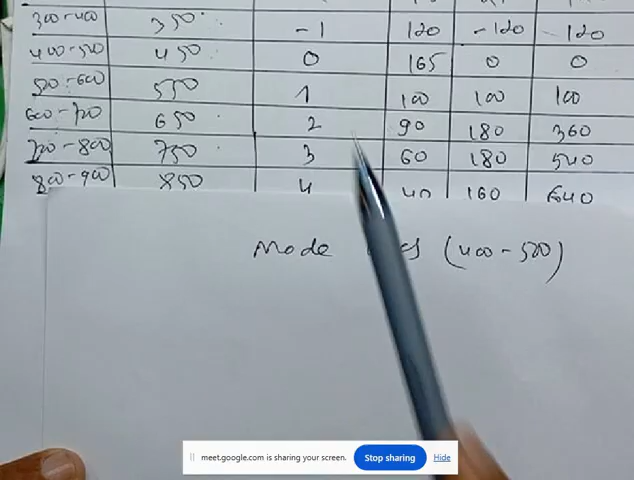 300-400 350 -1 120 -120 -120
400-500 450 0 165 0 0
500-600 550 1 100 100 100
600-700 650 2 90 180 360
700-800 750 3 60 180 540
800-900 850 4 40 160 640
Mode (400-500)
meet.google.com is sharing your screen. Stop sharing Hide